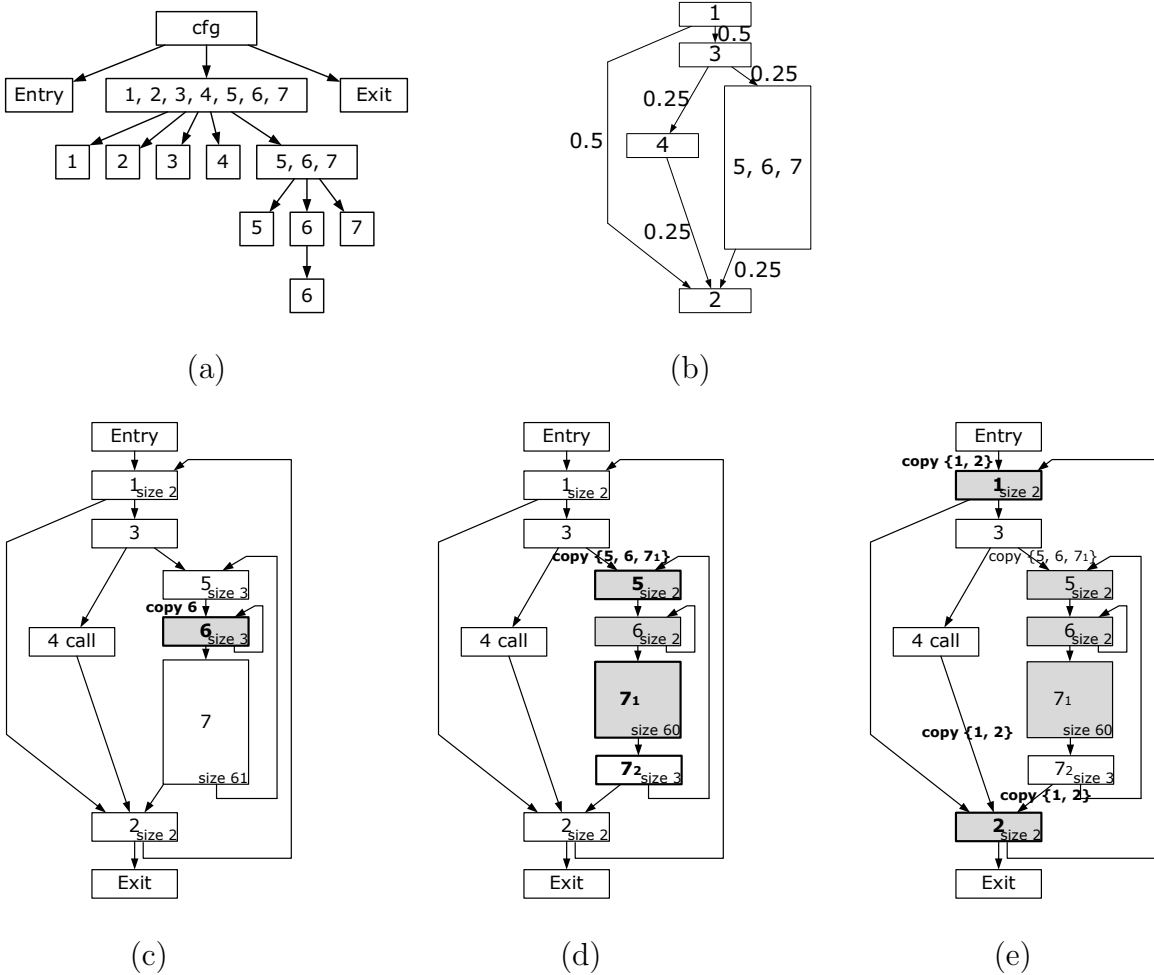 cfg
Entry
1, 2, 3, 4, 5, 6, 7
Exit
1
2
3
4
5, 6, 7
5
6
7
6
(a)
1
0.5
3
0.25
0.25
0.5
4
5, 6, 7
0.25
0.25
2
(b)
Entry
1
size 2
3
5
size 3
copy 6
6
size 3
4 call
7
size 61
2
size 2
Exit
(c)
Entry
1
size 2
3
copy {5, 6, 7₁}
5
size 2
6
size 2
4 call
7₁
size 60
7₂
size 3
2
size 2
Exit
(d)
Entry
copy {1, 2}
1
size 2
3
copy {5, 6, 7₁}
5
size 2
6
size 2
4 call
7₁
copy {1, 2}
size 60
7₂
size 3
copy {1, 2}
2
size 2
Exit
(e)